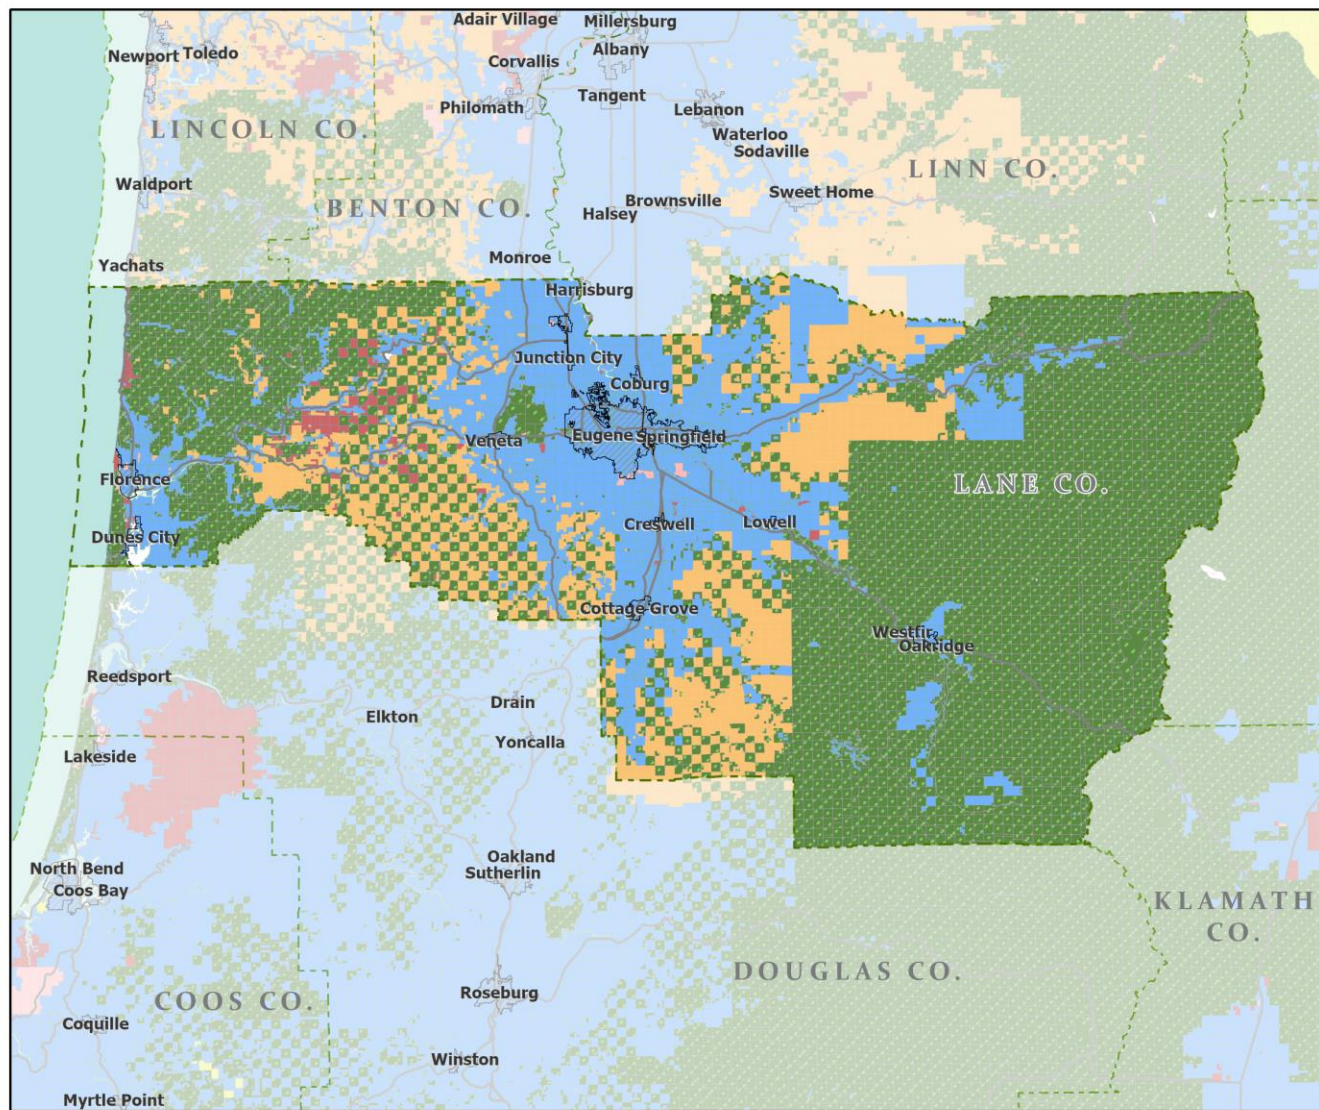 Adair Village
Millersburg
Newport
Toledo
Albany
Corvallis
Philomath
Tangent
Lebanon
LINCOLN CO.
Waterloo
Sodaville
LINN CO.
Waldport
Sweet Home
BENTON CO.
Halsey
Brownsville
Yachats
Monroe
Harrisburg
Junction City
Coburg
Veneta
Eugene
Springfield
Florence
LANE CO.
Dunes City
Creswell
Lowell
Cottage Grove
Westfir
Oakridge
Reedsport
Drain
Elkton
Yoncalla
Lakeside
North Bend
Coos Bay
Oakland
Sutherlin
KLAMATH
CO.
DOUGLAS CO.
COOS CO.
Roseburg
Coquille
Winston
Myrtle Point